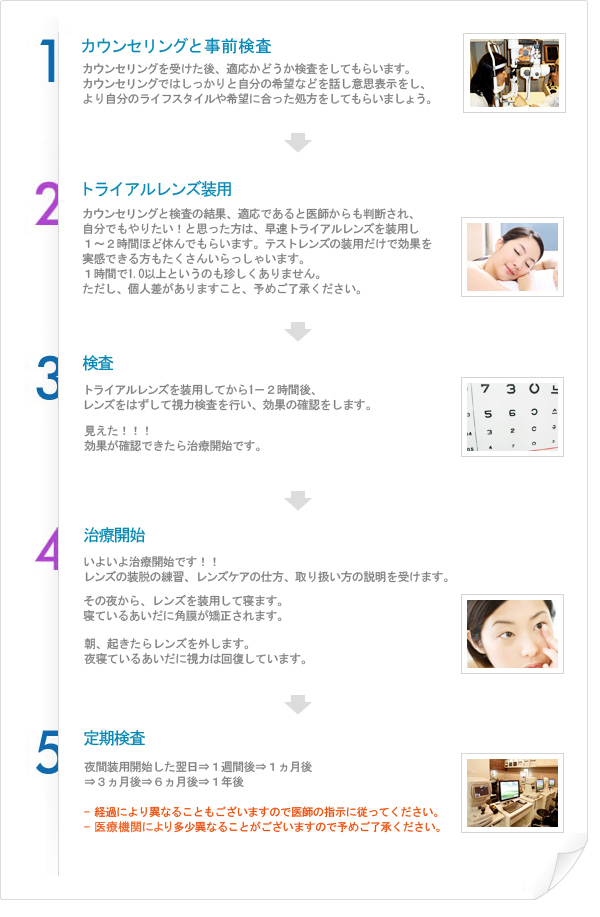 1
カウンセリングと事前検査
カウンセリングを受けた後、適応かどうか検査をしてもらいます。
カウンセリングではしっかりと自分の希望などを話し意思表示をし、
より自分のライフスタイルや希望に合った処方をしてもらいましょう。
2
トライアルレンズ装用
カウンセリングと検査の結果、適応であると医師からも判断され、
自分でもやりたい！と思った方は、早速トライアルレンズを装用し
１～２時間ほど休んでもらいます。テストレンズの装用だけで効果を
実感できる方もたくさんいらっしゃいます。
１時間で1.0以上というのも珍しくありません。
ただし、個人差がありますこと、予めご了承ください。
3
検査
トライアルレンズを装用してから1ー２時間後、
レンズをはずして視力検査を行い、効果の確認をします。
見えた！！！
効果が確認できたら治療開始です。
7 3
5 6
3 2
4
治療開始
いよいよ治療開始です！！
レンズの装脱の練習、レンズケアの仕方、取り扱い方の説明を受けます。
その夜から、レンズを装用して寝ます。
寝ているあいだに角膜が矯正されます。
朝、起きたらレンズを外します。
夜寝ているあいだに視力は回復しています。
5
定期検査
夜間装用開始した翌日⇒１週間後⇒１ヵ月後
⇒３ヵ月後⇒６ヵ月後⇒１年後
- 経過により異なることもございますので医師の指示に従ってください。
- 医療機関により多少異なることがございますので予めご了承ください。